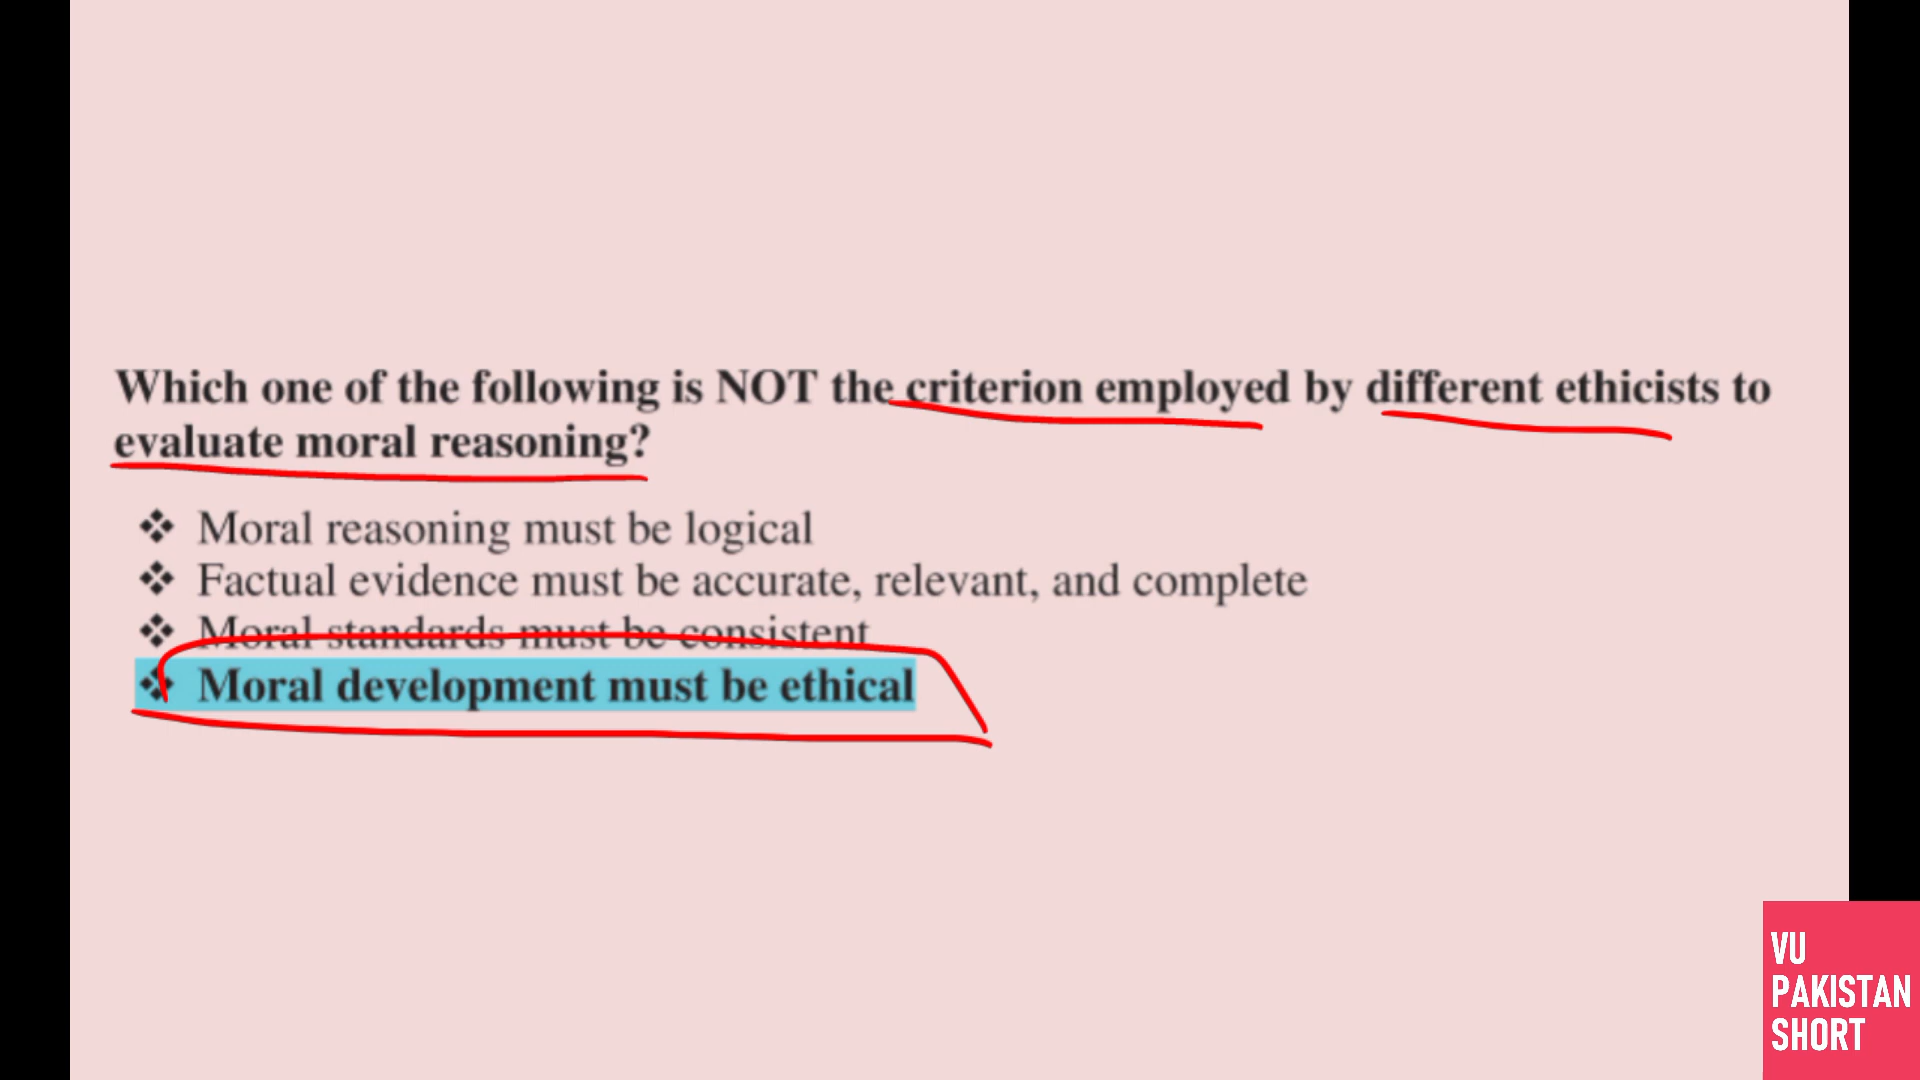 Which one of the following is NOT the criterion employed by different ethicists to
evaluate moral reasoning?
❖ Moral reasoning must be logical
❖ Factual evidence must be accurate, relevant, and complete
❖ Moral standards must be consistent
❖ Moral development must be ethical
VU
PAKISTAN
SHORT